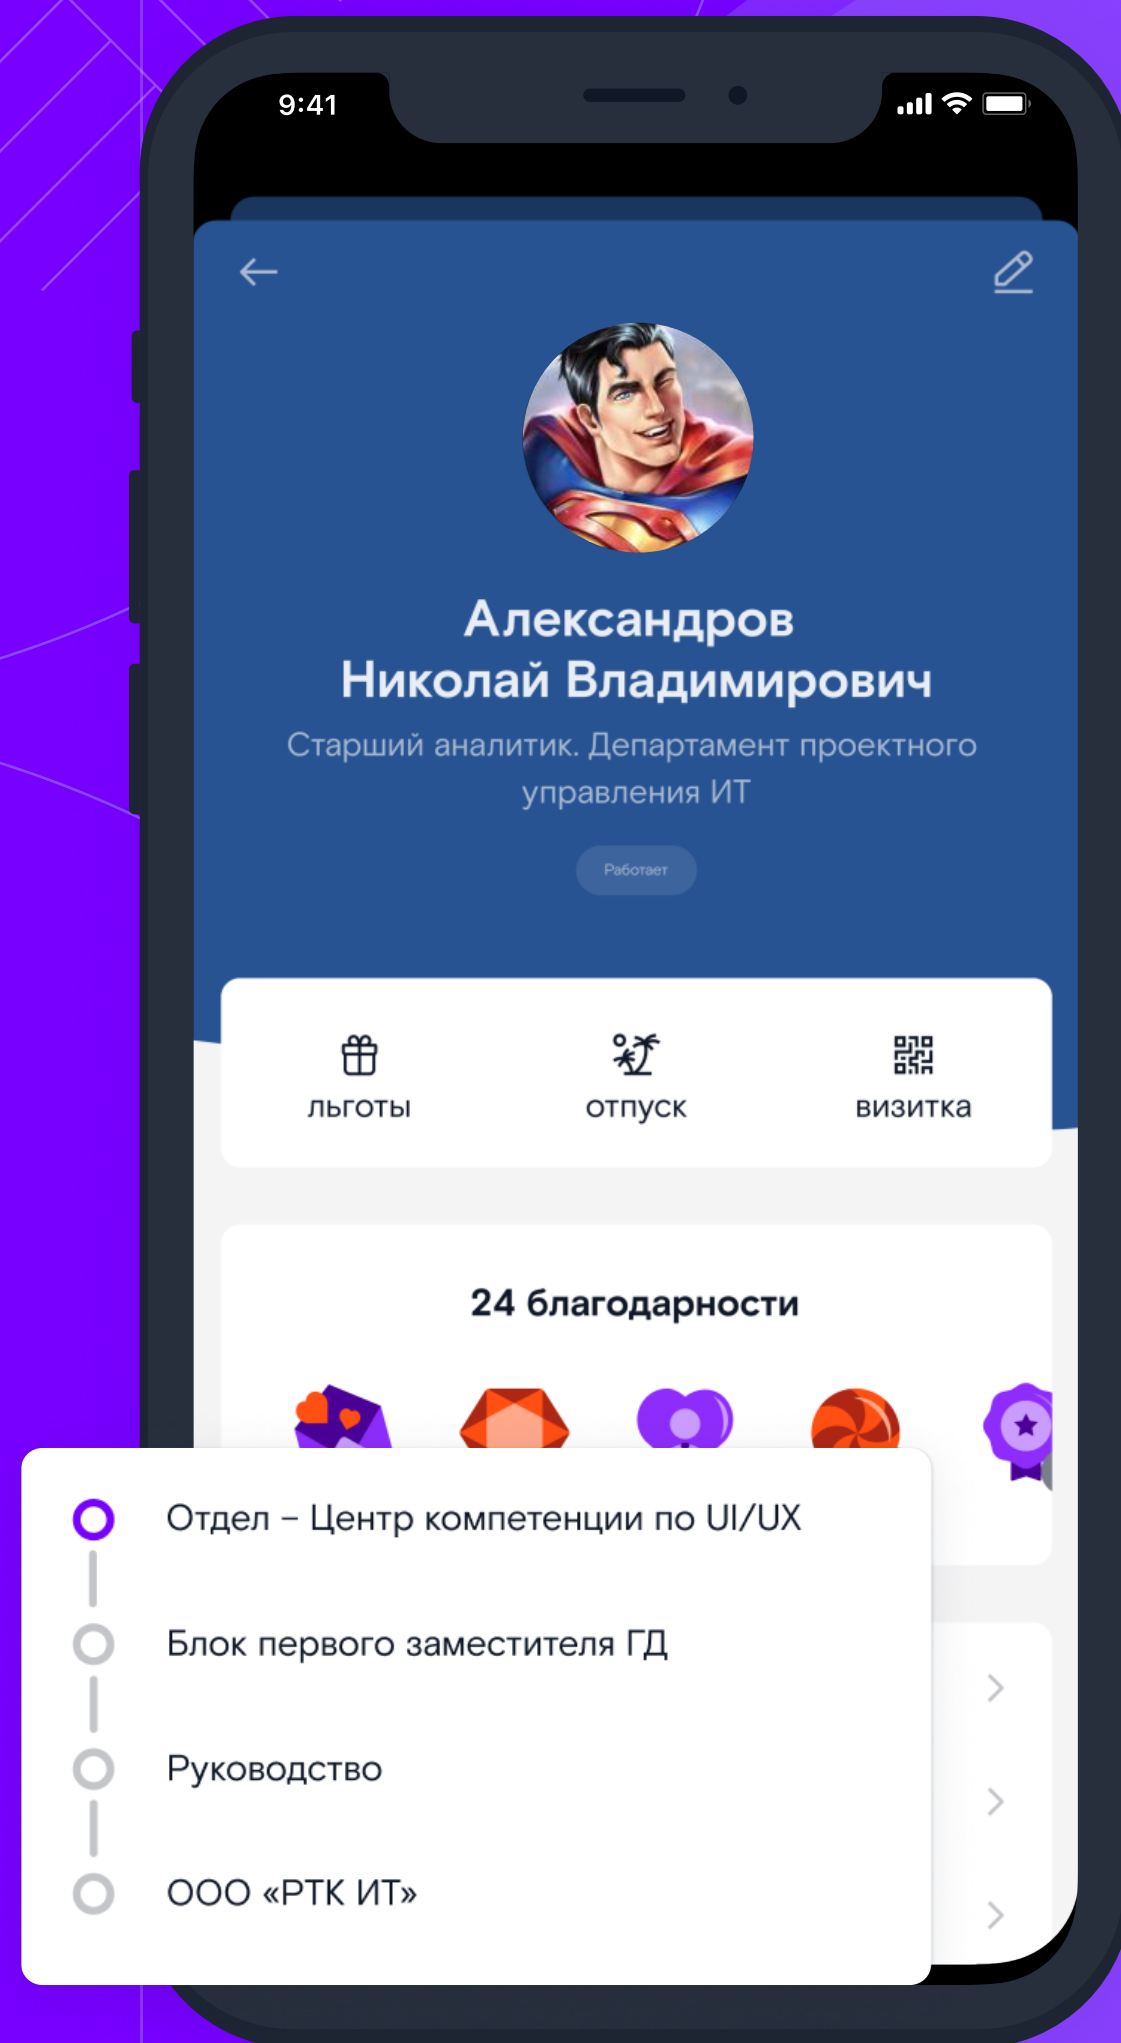 9:41
Александров
Николай Владимирович
Старший аналитик. Департамент проектного
управления ИТ
Работает
льготы
отпуск
визитка
24 благодарности
Отдел – Центр компетенции по UI/UX
Блок первого заместителя ГД
Руководство
ООО «РТК ИТ»